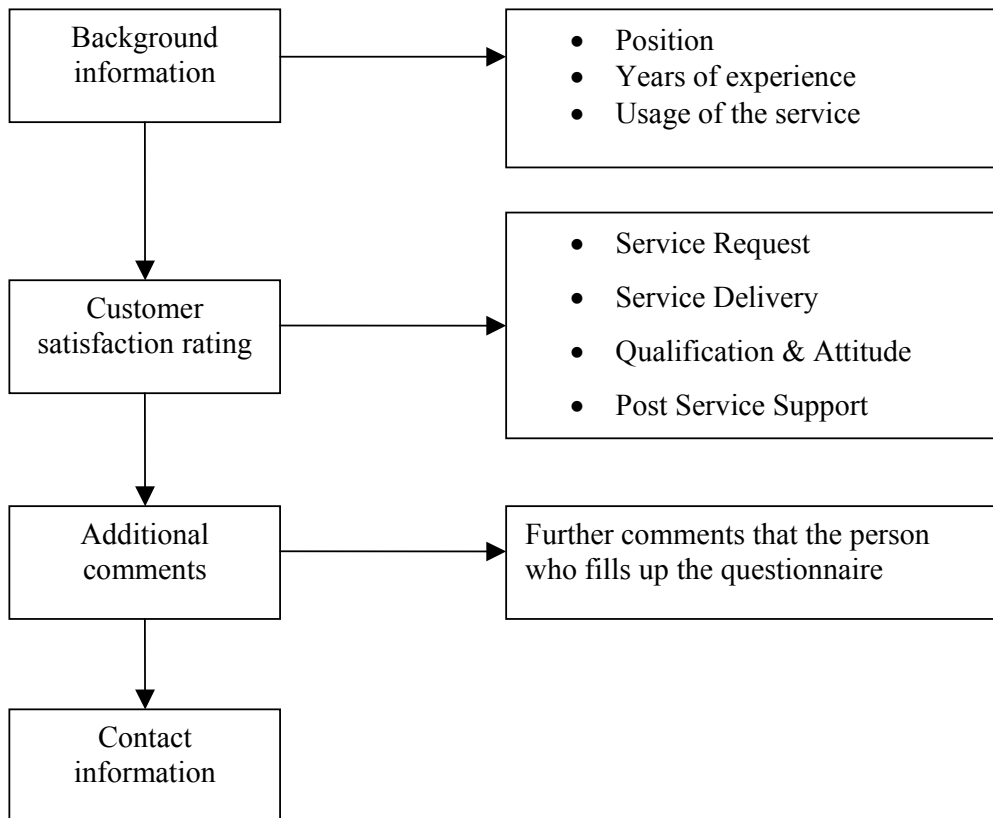 Background
information
• Position
• Years of experience
• Usage of the service
Customer
satisfaction rating
• Service Request
• Service Delivery
• Qualification & Attitude
• Post Service Support
Additional
comments
Further comments that the person
who fills up the questionnaire
Contact
information